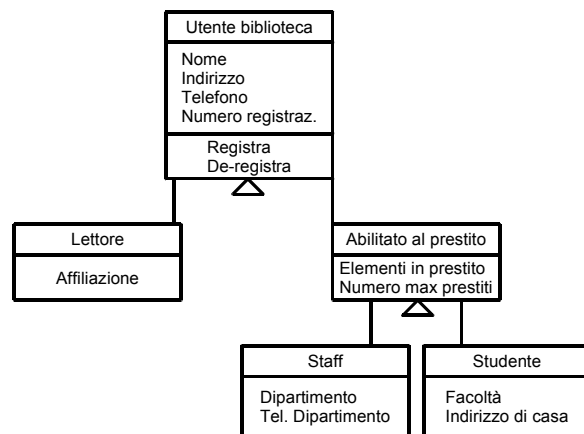 Utente biblioteca
Nome
Indirizzo
Telefono
Numero registraz.
Registra
De-registra
Lettore
Affiliazione
Abilitato al prestito
Elementi in prestito
Numero max prestiti
Staff
Dipartimento
Tel. Dipartimento
Studente
Facoltà
Indirizzo di casa